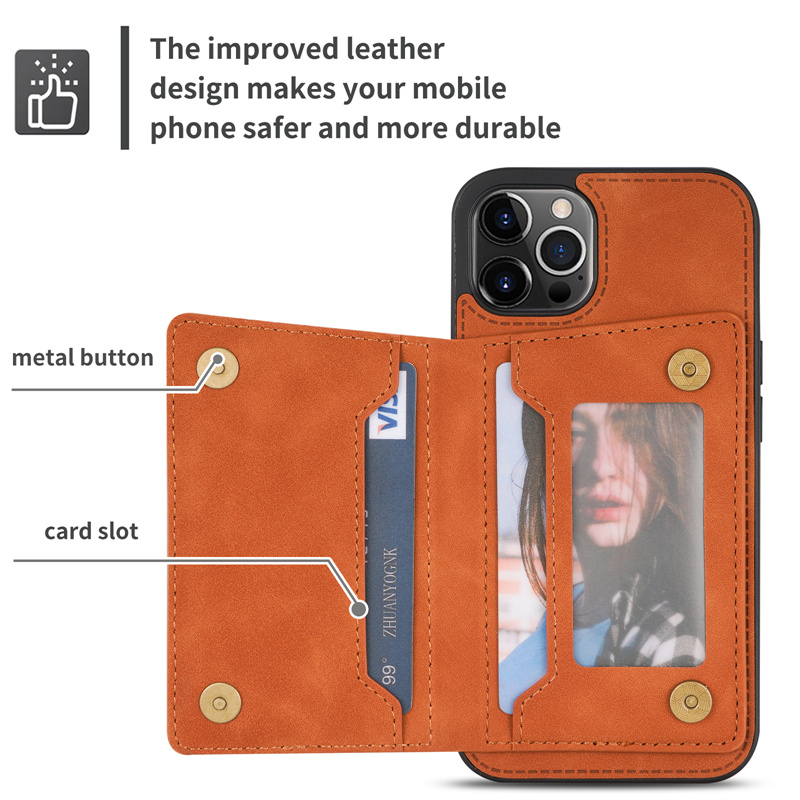 The improved leather
design makes your mobile
phone safer and more durable
metal button
card slot
VIS
ZHUANYOGNK
99°